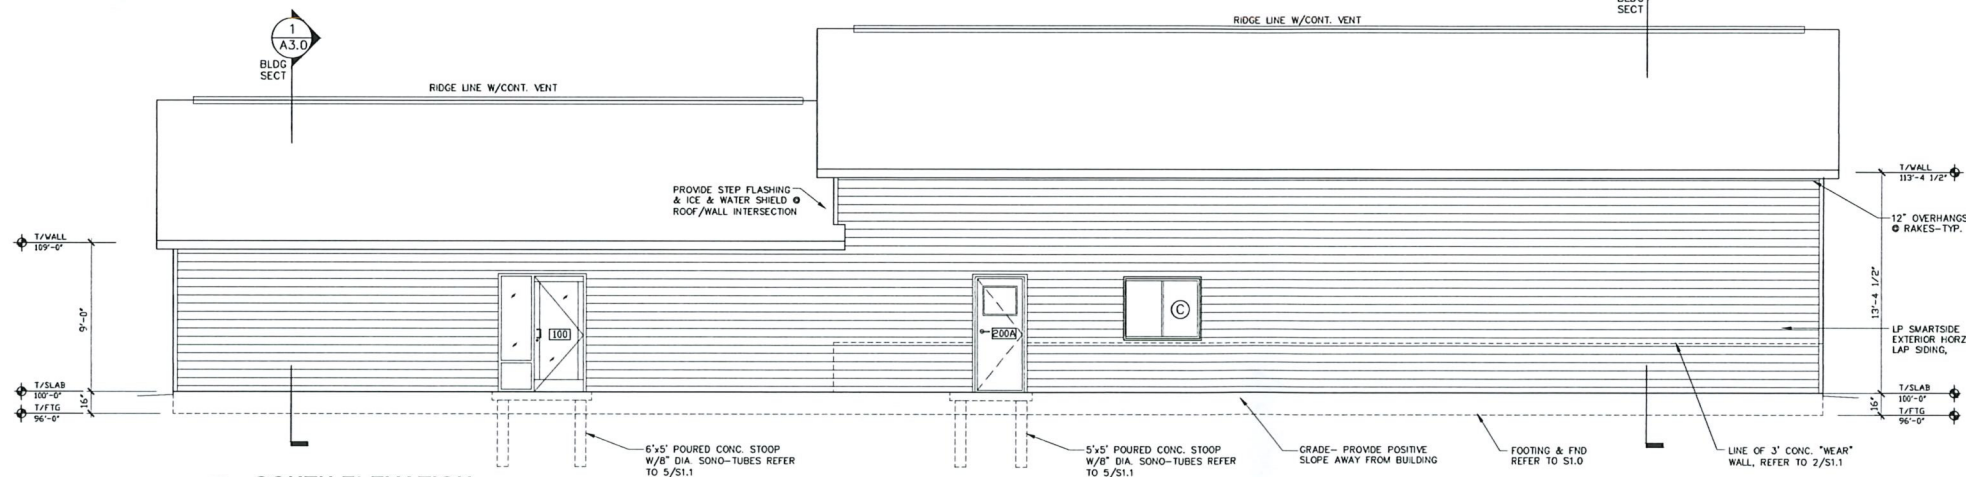 SECT
RIDGE LINE W/CONT. VENT
1
A3.0
BLDG
SECT
RIDGE LINE W/CONT. VENT
PROVIDE STEP FLASHING
& ICE & WATER SHIELD @
ROOF/WALL INTERSECTION
T/WALL
113'-4 1/2"
12" OVERHANGS
@ RAKES-TYP.
T/WALL
109'-0"
9'-0"
13'-4 1/2"
100
200A
C
LP SMARTSIDE
EXTERIOR HORZ
LAP SIDING,
T/SLAB
100'-0"
16"
T/FTG
96'-0"
T/SLAB
100'-0"
16"
T/FTG
96'-0"
6'x5' POURED CONC. STOOP
W/8" DIA. SONO-TUBES REFER
TO 5/S1.1
5'x5' POURED CONC. STOOP
W/8" DIA. SONO-TUBES REFER
TO 5/S1.1
GRADE- PROVIDE POSITIVE
SLOPE AWAY FROM BUILDING
FOOTING & FND
REFER TO S1.0
LINE OF 3' CONC. "WEAR"
WALL, REFER TO 2/S1.1